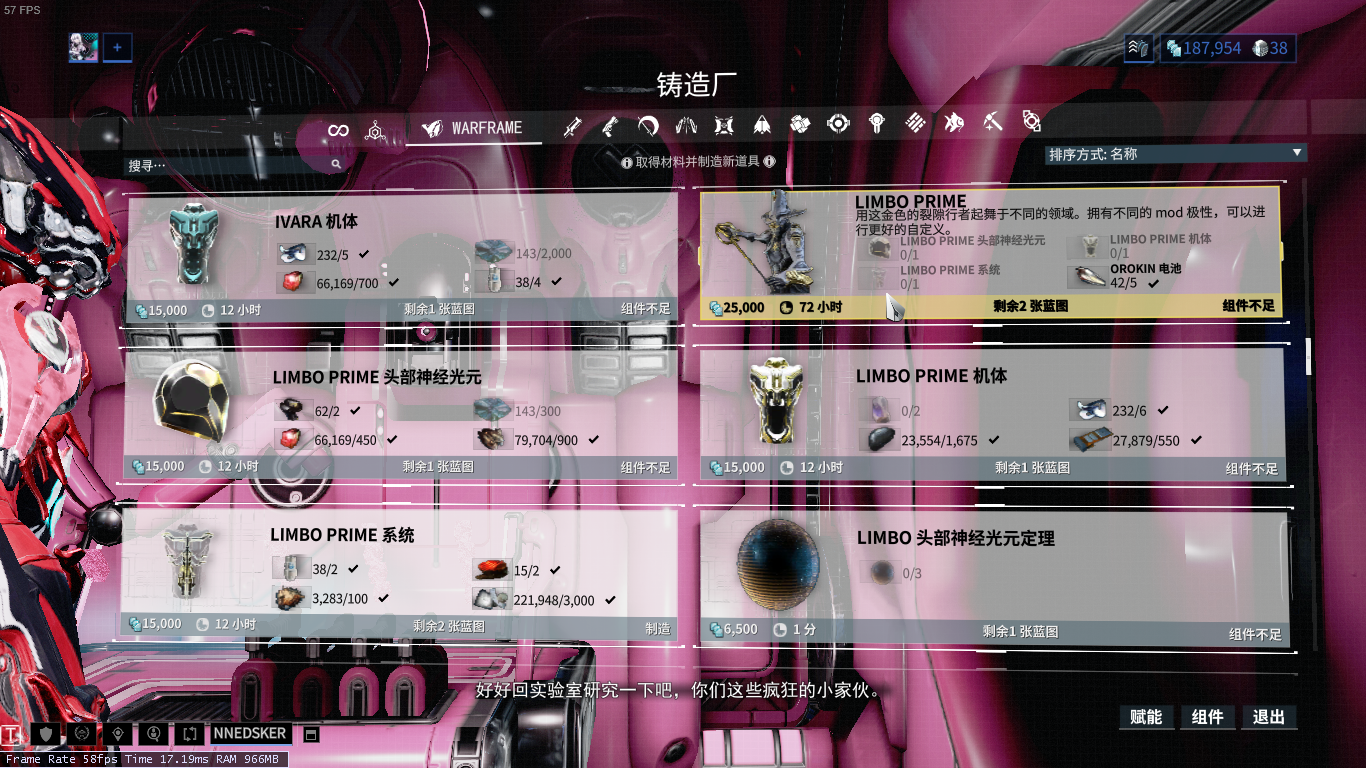 57 FPS
+
187,954 38
铸造厂
WARFRAME
搜寻…
取得材料并制造新道具
排序方式: 名称
IVARA 机体
232/5 143/2,000
66,169/700 38/4
15,000 12 小时 剩余1 张蓝图 组件不足
LIMBO PRIME
用这金色的裂隙行者起舞于不同的领域。拥有不同的 mod 极性，可以进
行更好的自定义。
LIMBO PRIME 头部神经光元 LIMBO PRIME 机体
0/1 0/1
LIMBO PRIME 系统 OROKIN 电池
0/1 42/5
25,000 72 小时 剩余2 张蓝图 组件不足
LIMBO PRIME 头部神经光元
62/2 143/300
66,169/450 79,704/900
15,000 12 小时 剩余1 张蓝图 组件不足
LIMBO PRIME 机体
0/2 232/6
23,554/1,675 27,879/550
15,000 12 小时 剩余1 张蓝图 组件不足
LIMBO PRIME 系统
38/2 15/2
3,283/100 221,948/3,000
15,000 12 小时 剩余2 张蓝图 制造
LIMBO 头部神经光元定理
0/3
6,500 1 分 剩余1 张蓝图 组件不足
好好回实验室研究一下吧，你们这些疯狂的小家伙。
赋能 组件 退出
T NNEDSKER
Frame Rate 58fps Time 17.19ms RAM 966MB